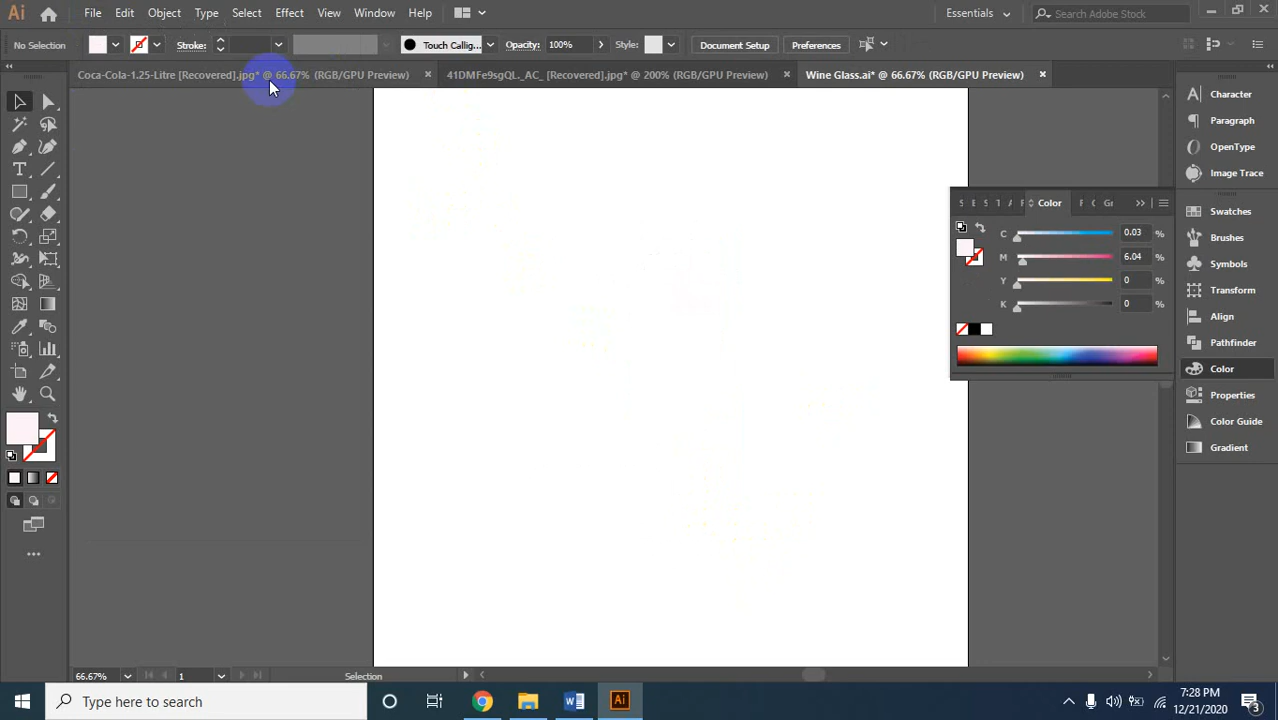 Ai File Edit Object Type Select Effect View Window Help Essentials Search Adobe Stock
No Selection Stroke: Touch Callig... Opacity: 100% Style: Document Setup Preferences
Coca-Cola-1.25-Litre [Recovered].jpg* @ 66.67% (RGB/GPU Preview) 41DMFe9sgQL._AC_ [Recovered].jpg* @ 200% (RGB/GPU Preview) Wine Glass.ai* @ 66.67% (RGB/GPU Preview)
Character
Paragraph
OpenType
Image Trace
Color
C 0.03 %
M 6.04 %
Y 0 %
K 0 %
Swatches
Brushes
Symbols
Transform
Align
Pathfinder
Color
Properties
Color Guide
Gradient
66.67% 1 Selection
Type here to search
7:28 PM
12/21/2020
3